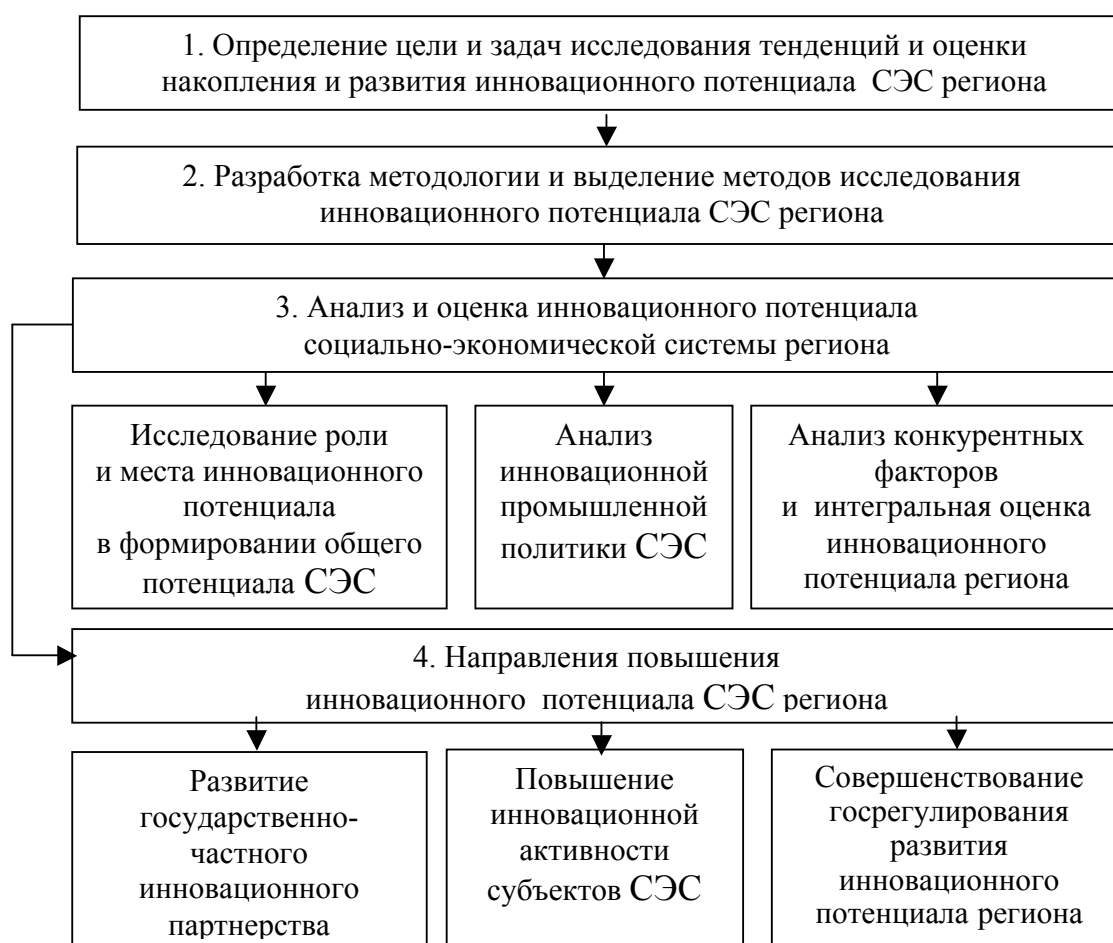 1. Определение цели и задач исследования тенденций и оценки
накопления и развития инновационного потенциала СЭС региона
2. Разработка методологии и выделение методов исследования
инновационного потенциала СЭС региона
3. Анализ и оценка инновационного потенциала
социально-экономической системы региона
Исследование роли
и места инновационного
потенциала
в формировании общего
потенциала СЭС
Анализ
инновационной
промышленной
политики СЭС
Анализ конкурентных
факторов
и интегральная оценка
инновационного
потенциала региона
4. Направления повышения
инновационного потенциала СЭС региона
Развитие
государственно-
частного
инновационного
партнерства
Повышение
инновационной
активности
субъектов СЭС
Совершенствование
госрегулирования
развития
инновационного
потенциала региона